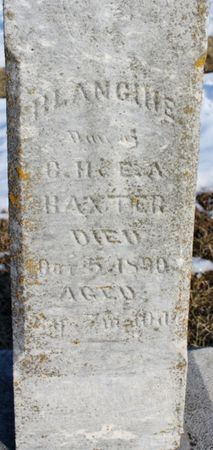 BLANCHE
Dau. of
C. H. & E. A
BAXTER
DIED
Oct 5. 1890
AGED